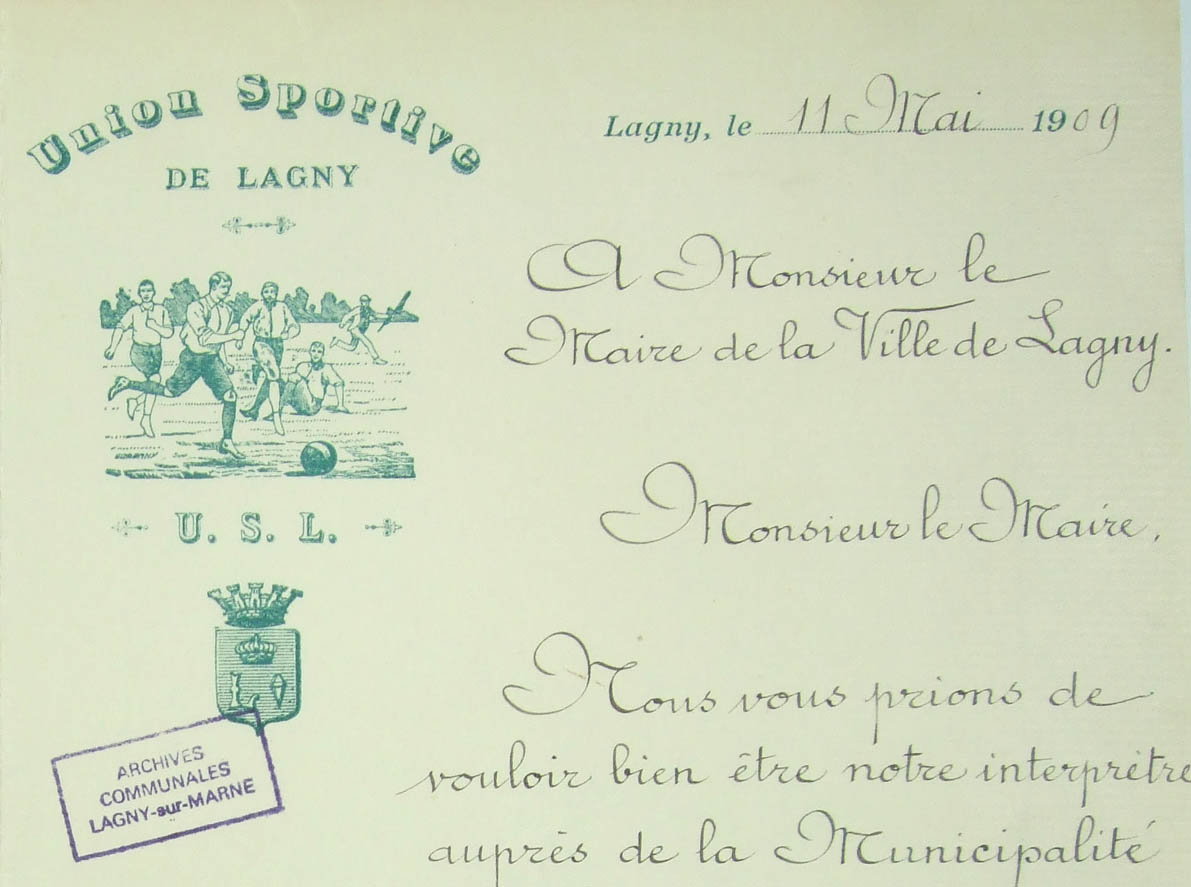 Union Sportive
DE LAGNY
U. S. L.
L
ARCHIVES
COMMUNALES
LAGNY-sur-MARNE
Lagny, le 11 Mai 1909
A Monsieur le
Maire de la Ville de Lagny.
Monsieur le Maire,
Nous vous prions de
vouloir bien être notre interprètre
auprès de la Municipalité